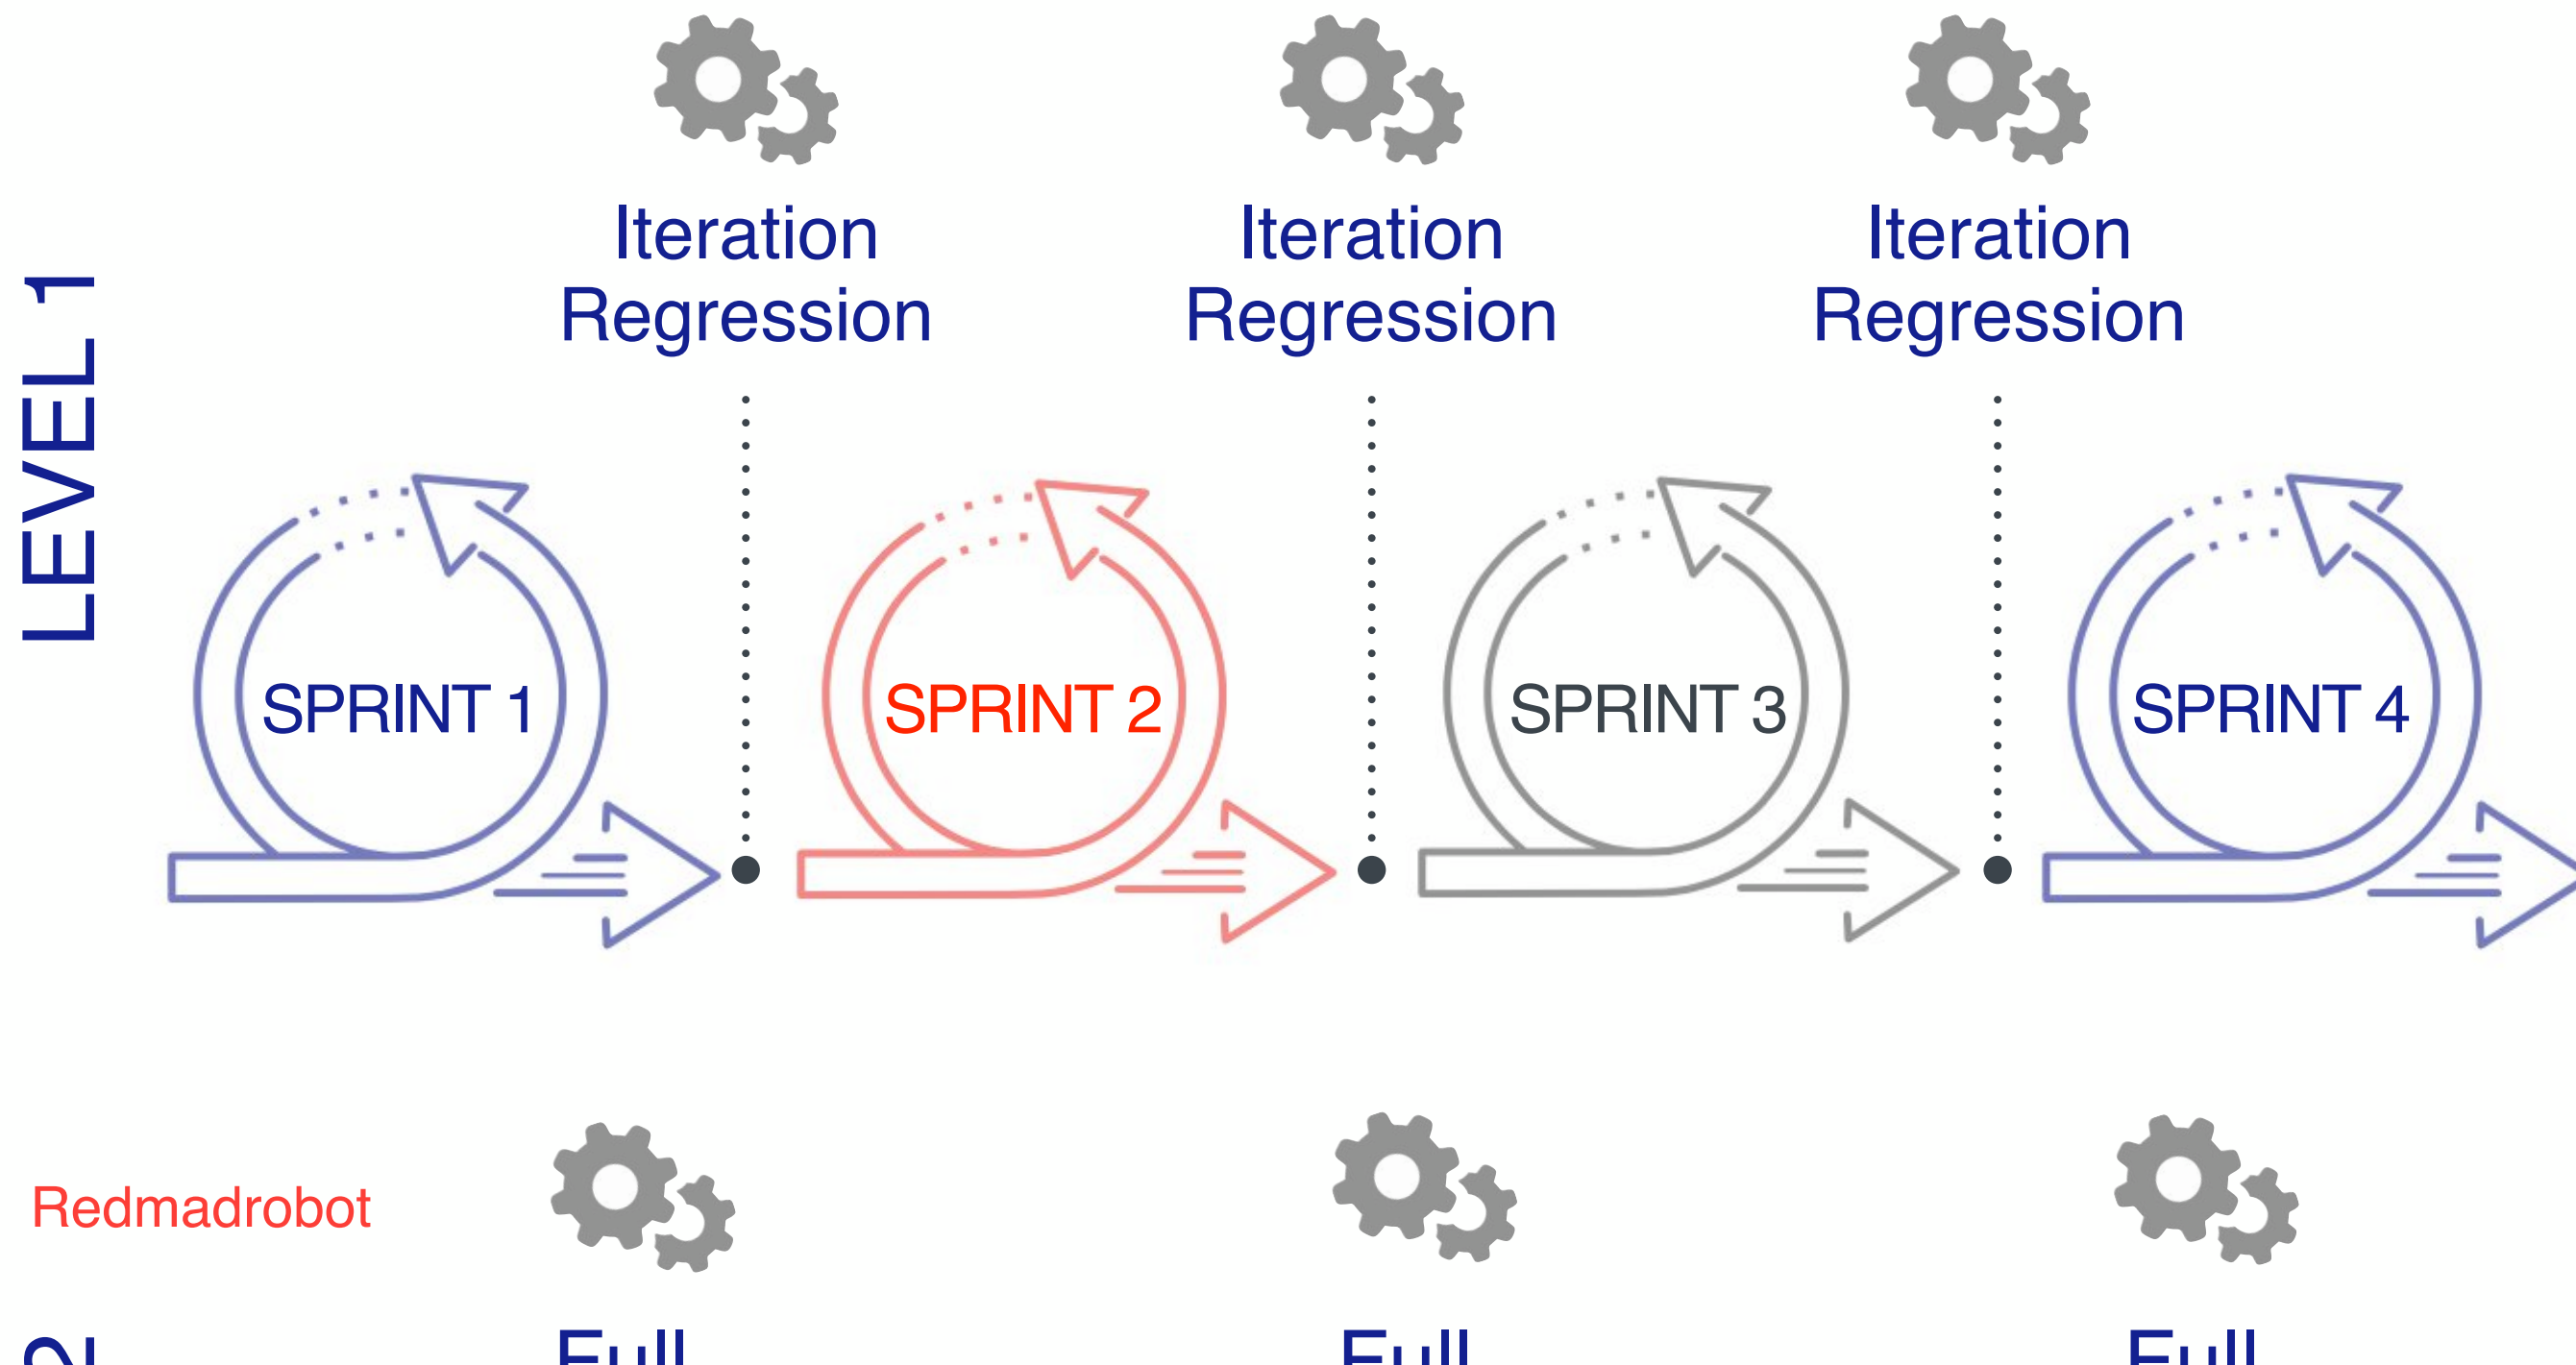 LEVEL 1
Iteration
Regression
Iteration
Regression
Iteration
Regression
SPRINT 1
SPRINT 2
SPRINT 3
SPRINT 4
Redmadrobot
2
Full
Full
Full